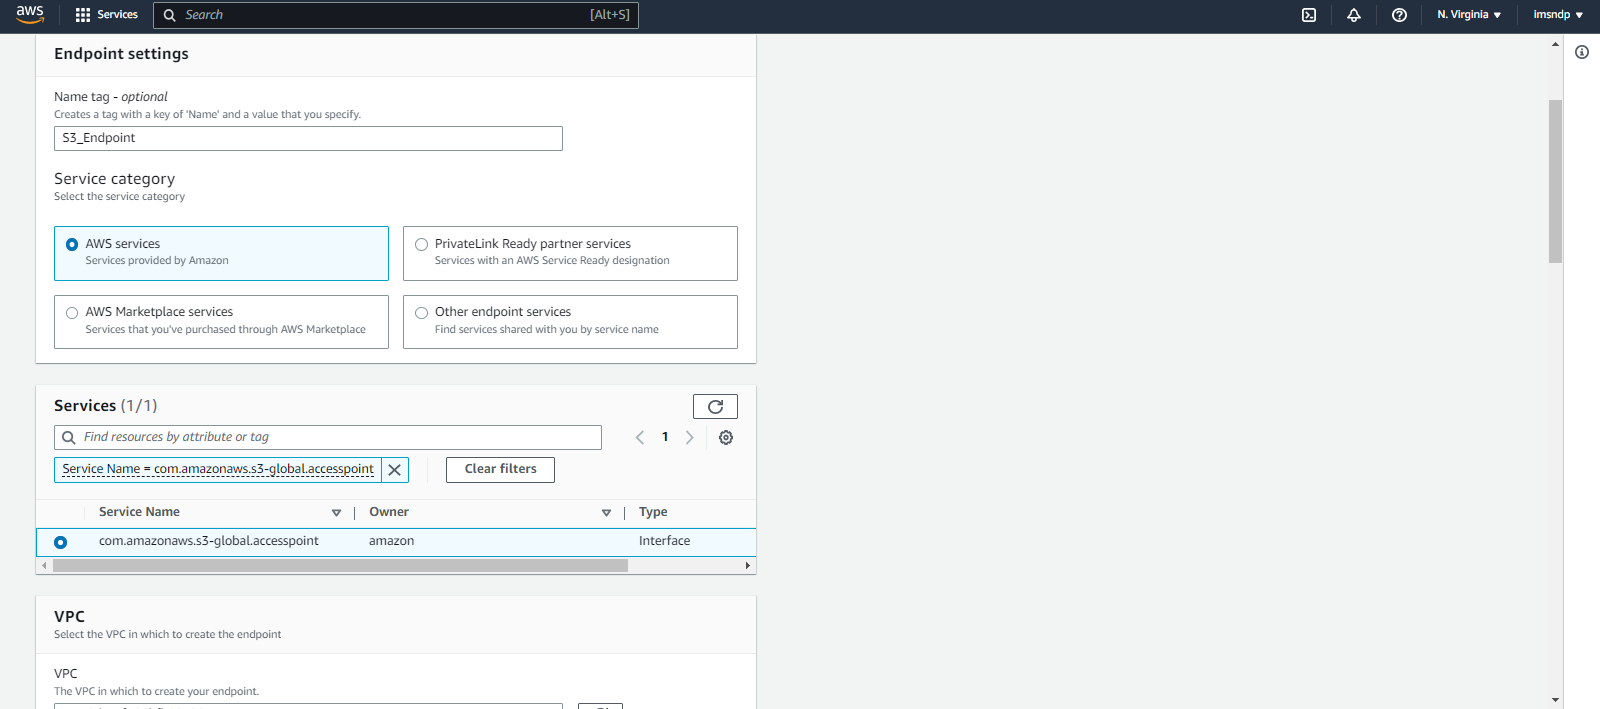 aws Services Search [Alt+S] N. Virginia imsndp
Endpoint settings
Name tag - optional
Creates a tag with a key of 'Name' and a value that you specify.
S3_Endpoint
Service category
Select the service category
AWS services
Services provided by Amazon
PrivateLink Ready partner services
Services with an AWS Service Ready designation
AWS Marketplace services
Services that you've purchased through AWS Marketplace
Other endpoint services
Find services shared with you by service name
Services (1/1)
Find resources by attribute or tag
1
Service Name = com.amazonaws.s3-global.accesspoint
Clear filters
Service Name Owner Type
com.amazonaws.s3-global.accesspoint amazon Interface
VPC
Select the VPC in which to create the endpoint
VPC
The VPC in which to create your endpoint.